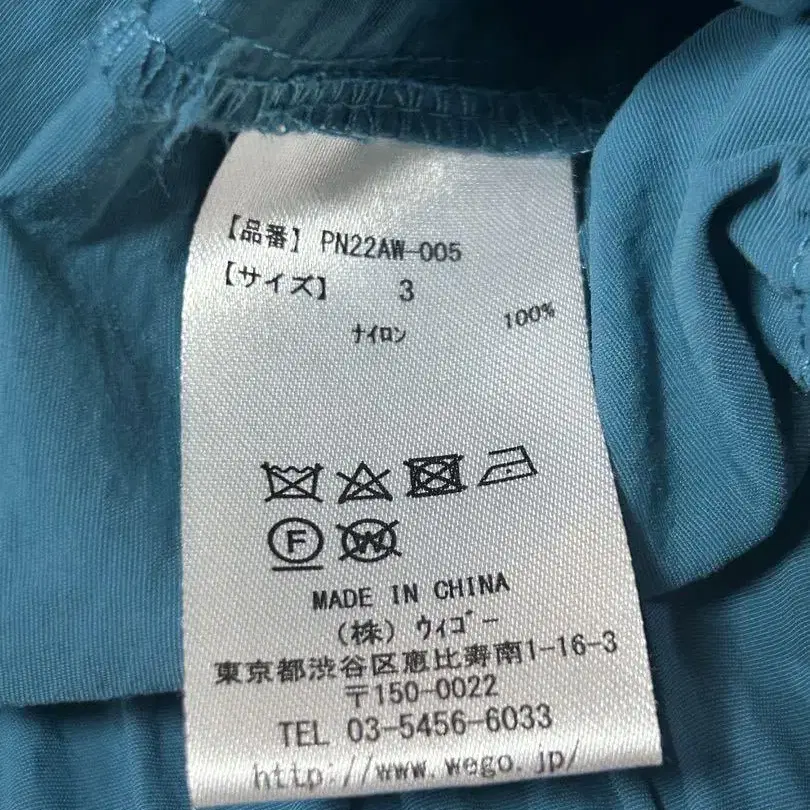 【品番】 PN22AW-005
【サイズ】 3
ナイロン 100%
F W
MADE IN CHINA
(株) ウィゴー
東京都渋谷区恵比寿南1-16-3
〒150-0022
TEL 03-5456-6033
http://www.wego.jp/